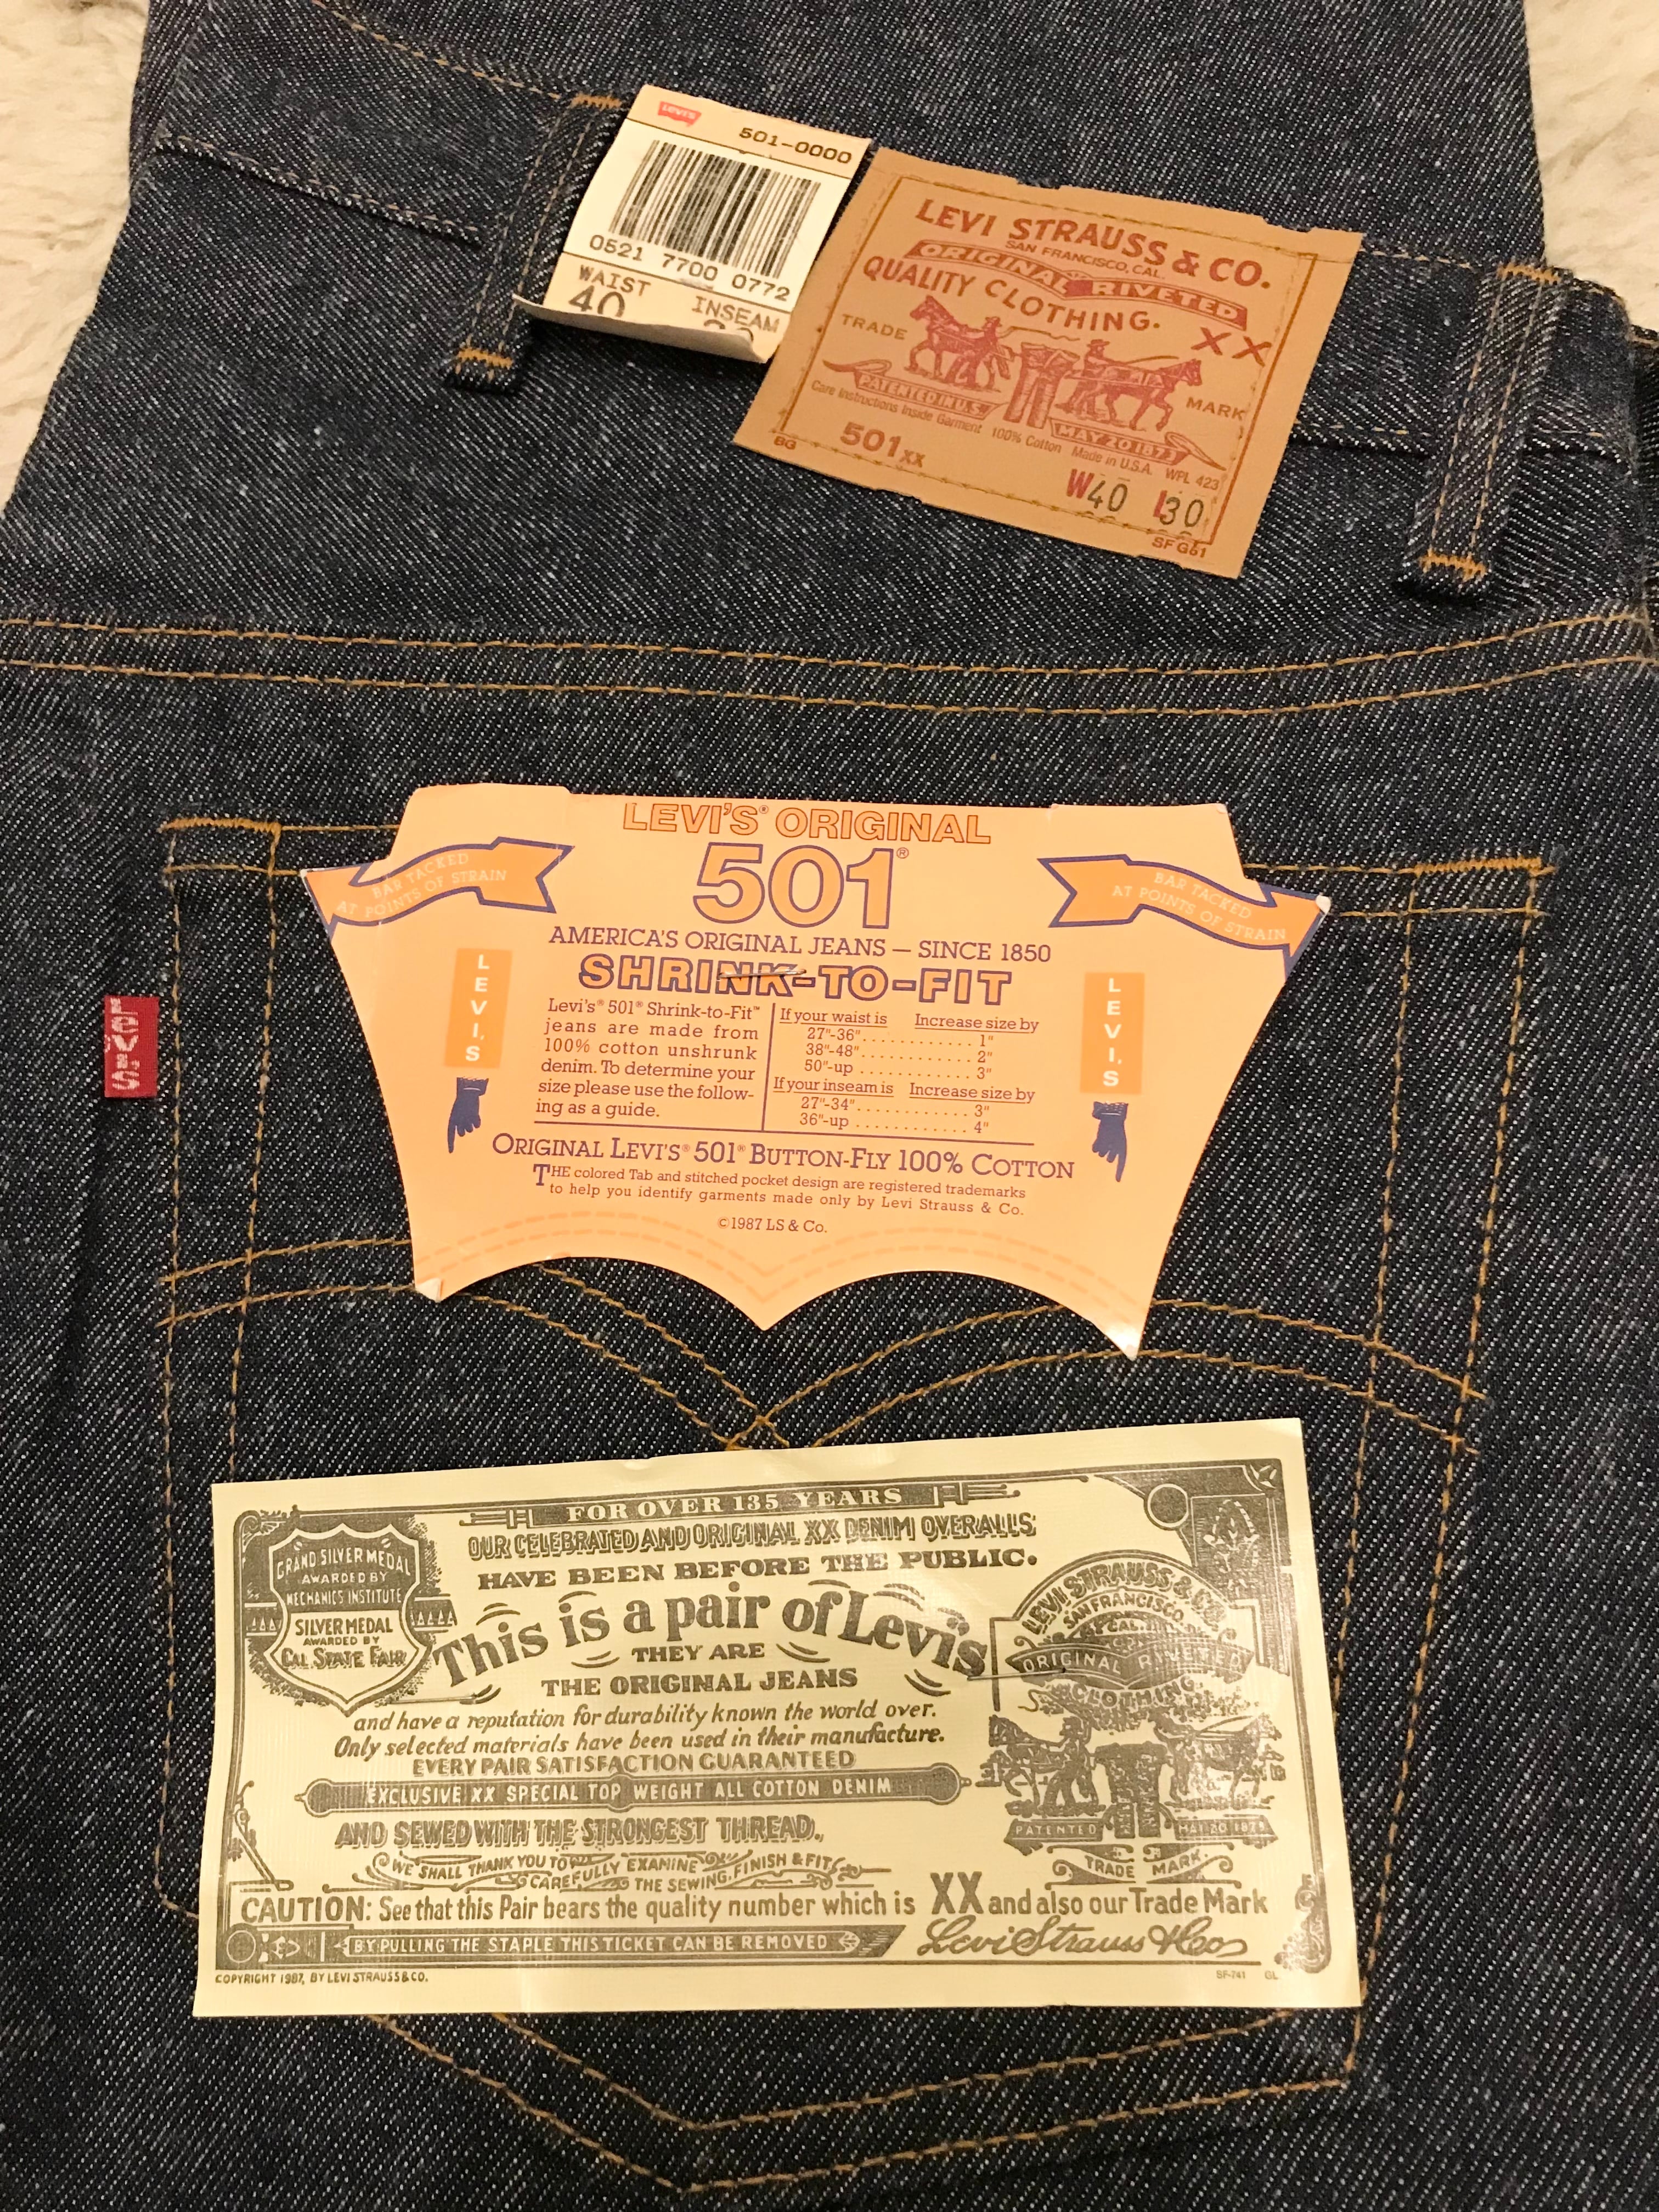 Levi's
501-0000
0521 7700 0772
WAIST INSEAM
40
LEVI STRAUSS & CO.
SAN FRANCISCO, CAL.
ORIGINAL RIVETED
QUALITY CLOTHING.
XX
TRADE MARK
PATENTED IN U.S. MAY 20 1873
Care Instructions Inside Garment 100% Cotton Made in U.S.A. WPL 423
BG 501XX
W40 L30
SF G61
LEVI'S® ORIGINAL
501®
BAR TACKED
AT POINTS OF STRAIN
BAR TACKED
AT POINTS OF STRAIN
AMERICA'S ORIGINAL JEANS — SINCE 1850
SHRINK-TO-FIT
LEVI'S
LEVI'S
Levi's® 501® Shrink-to-Fit™
jeans are made from
100% cotton unshrunk
denim. To determine your
size please use the follow-
ing as a guide.
If your waist is Increase size by
27"-36"............ 1"
38"-48"............ 2"
50"-up ............ 3"
If your inseam is Increase size by
27"-34"............ 3"
36"-up ............ 4"
ORIGINAL LEVI'S® 501® BUTTON-FLY 100% COTTON
THE colored Tab and stitched pocket design are registered trademarks
to help you identify garments made only by Levi Strauss & Co.
©1987 LS & Co.
LEVI'S
FOR OVER 135 YEARS
OUR CELEBRATED AND ORIGINAL XX DENIM OVERALLS
HAVE BEEN BEFORE THE PUBLIC.
This is a pair of Levi's
THEY ARE
THE ORIGINAL JEANS
and have a reputation for durability known the world over.
Only selected materials have been used in their manufacture.
EVERY PAIR SATISFACTION GUARANTEED
EXCLUSIVE XX SPECIAL TOP WEIGHT ALL COTTON DENIM
AND SEWED WITH THE STRONGEST THREAD.
WE SHALL THANK YOU TO
CAREFULLY EXAMINE
THE SEWING, FINISH & FIT
GRAND SILVER MEDAL
AWARDED BY
MECHANICS INSTITUTE
SILVER MEDAL
AWARDED BY
CAL. STATE FAIR
LEVI STRAUSS & CO.
SAN FRANCISCO.
CAL.
ORIGINAL RIVETED
CLOTHING.
PATENTED MAY 20 1873
TRADE MARK.
CAUTION: See that this Pair bears the quality number which is XX and also our Trade Mark
BY PULLING THE STAPLE THIS TICKET CAN BE REMOVED
Levi Strauss & Co
COPYRIGHT 1987, BY LEVI STRAUSS & CO.
SF-741 GL